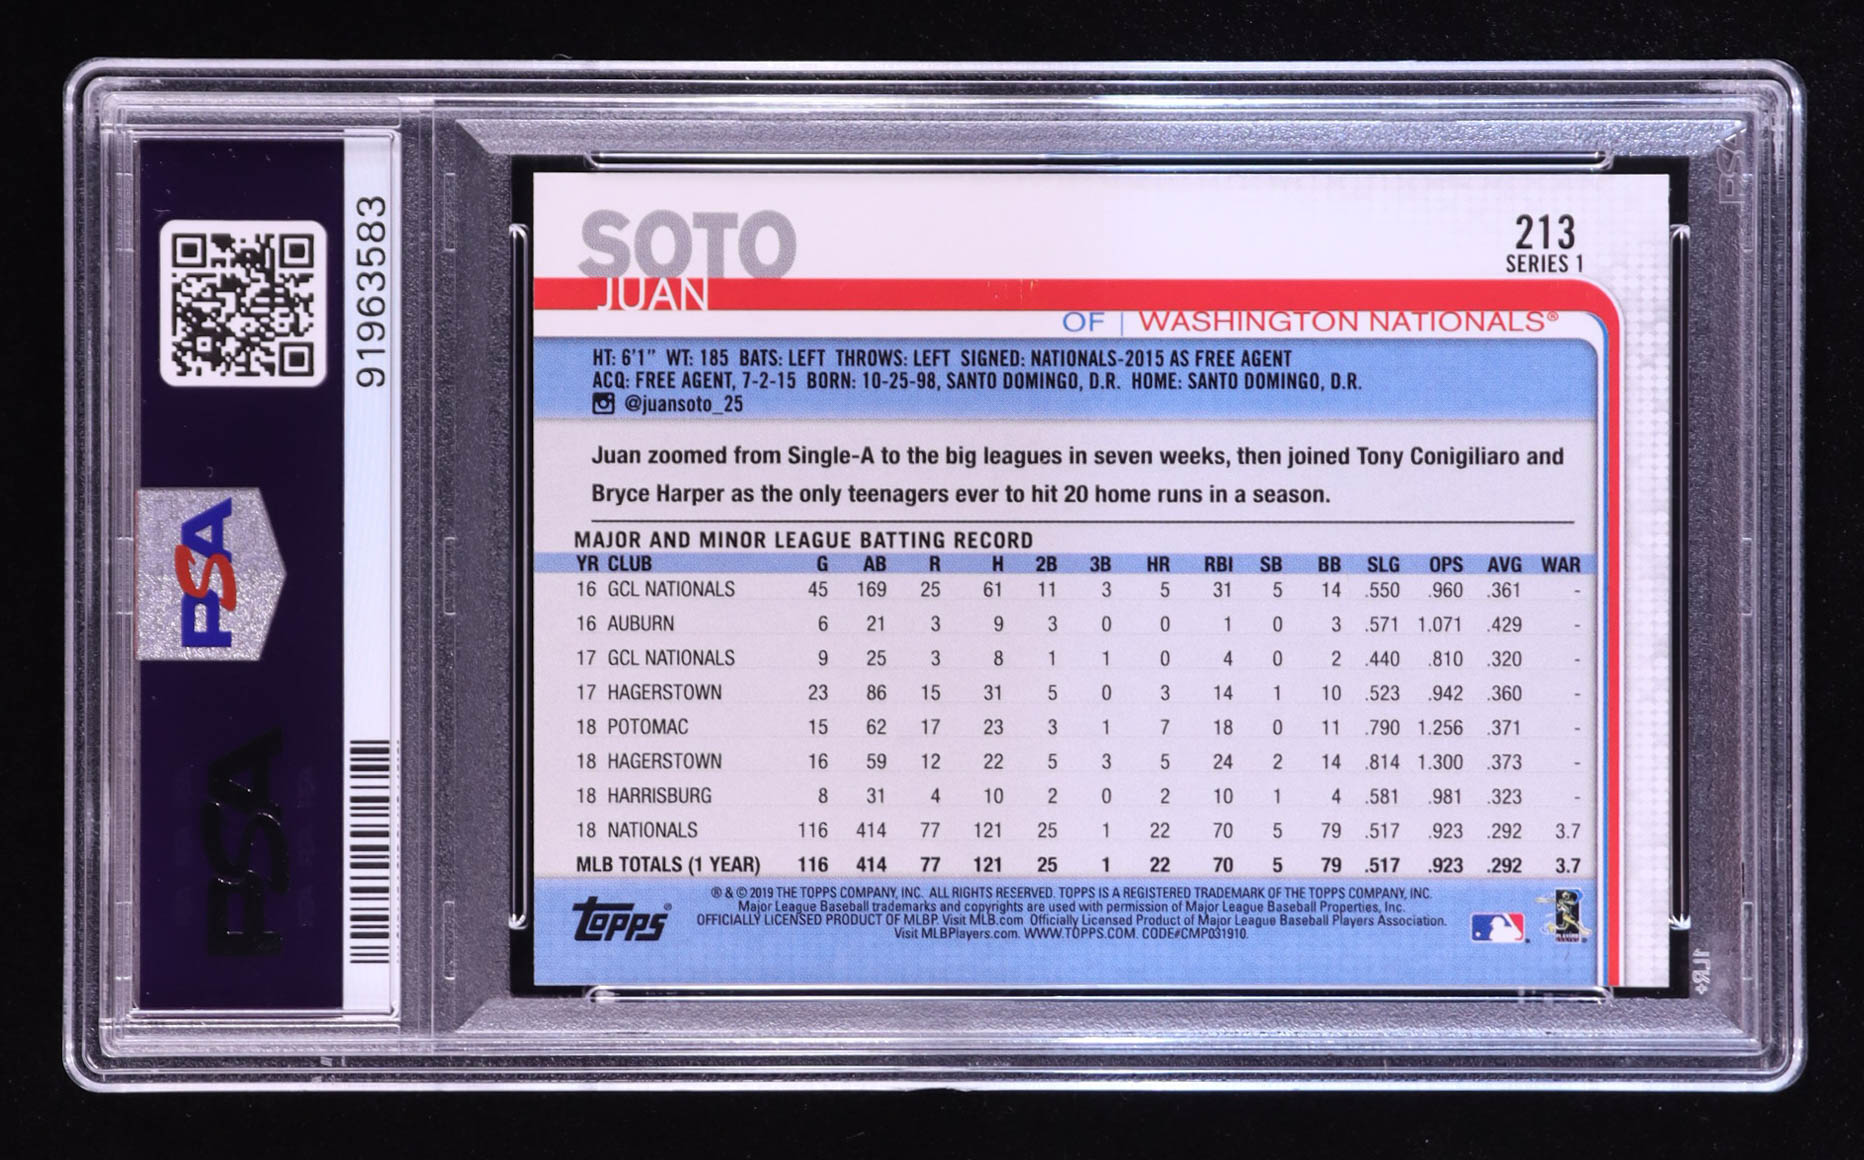 91963583
PSA
PSA
SOTO
JUAN
213
SERIES 1
OF | WASHINGTON NATIONALS®
HT: 6'1" WT: 185 BATS: LEFT THROWS: LEFT SIGNED: NATIONALS-2015 AS FREE AGENT
ACQ: FREE AGENT, 7-2-15 BORN: 10-25-98, SANTO DOMINGO, D.R. HOME: SANTO DOMINGO, D.R.
@juansoto_25
Juan zoomed from Single-A to the big leagues in seven weeks, then joined Tony Conigiliaro and
Bryce Harper as the only teenagers ever to hit 20 home runs in a season.
MAJOR AND MINOR LEAGUE BATTING RECORD
YR CLUB G AB R H 2B 3B HR RBI SB BB SLG OPS AVG WAR
16 GCL NATIONALS 45 169 25 61 11 3 5 31 5 14 .550 .960 .361 -
16 AUBURN 6 21 3 9 3 0 0 1 0 3 .571 1.071 .429 -
17 GCL NATIONALS 9 25 3 8 1 1 0 4 0 2 .440 .810 .320 -
17 HAGERSTOWN 23 86 15 31 5 0 3 14 1 10 .523 .942 .360 -
18 POTOMAC 15 62 17 23 3 1 7 18 0 11 .790 1.256 .371 -
18 HAGERSTOWN 16 59 12 22 5 3 5 24 2 14 .814 1.300 .373 -
18 HARRISBURG 8 31 4 10 2 0 2 10 1 4 .581 .981 .323 -
18 NATIONALS 116 414 77 121 25 1 22 70 5 79 .517 .923 .292 3.7
MLB TOTALS (1 YEAR) 116 414 77 121 25 1 22 70 5 79 .517 .923 .292 3.7
topps®
® & © 2019 THE TOPPS COMPANY, INC. ALL RIGHTS RESERVED. TOPPS IS A REGISTERED TRADEMARK OF THE TOPPS COMPANY, INC.
Major League Baseball trademarks and copyrights are used with permission of Major League Baseball Properties, Inc.
OFFICIALLY LICENSED PRODUCT OF MLBP. Visit MLB.com Officially Licensed Product of Major League Baseball Players Association.
Visit MLBPlayers.com. WWW.TOPPS.COM. CODE#CMP031910.
PSA